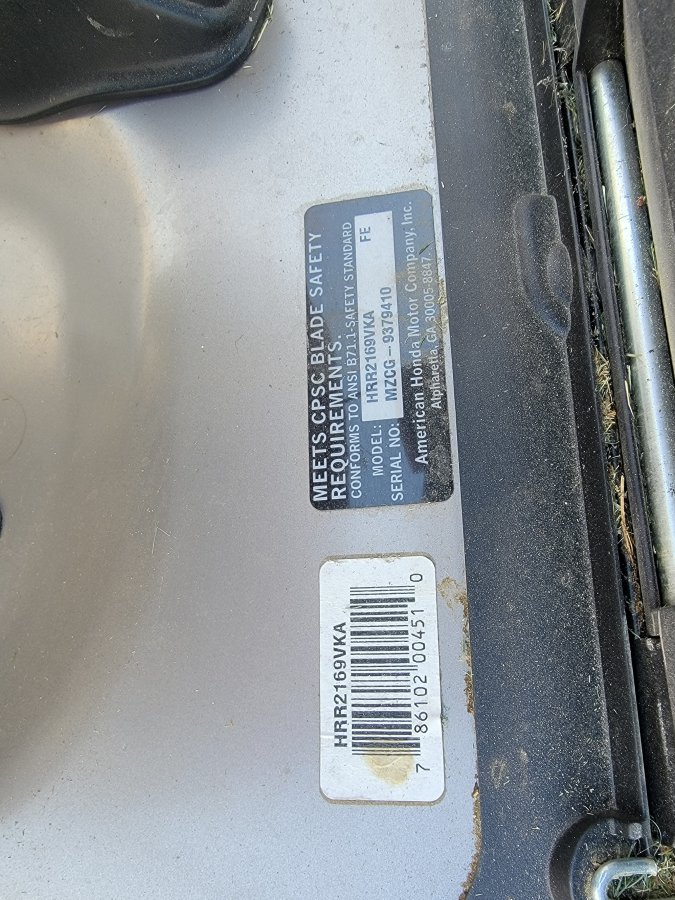 MEETS CPSC BLADE SAFETY
REQUIREMENTS.
CONFORMS TO ANSI B71.1-SAFETY STANDARD
MODEL: HRR2169VKA FE
SERIAL NO: MZCG - 9379410
American Honda Motor Company, Inc.
Alpharetta, GA 30005-8847
HRR2169VKA
7 86102 00451 0